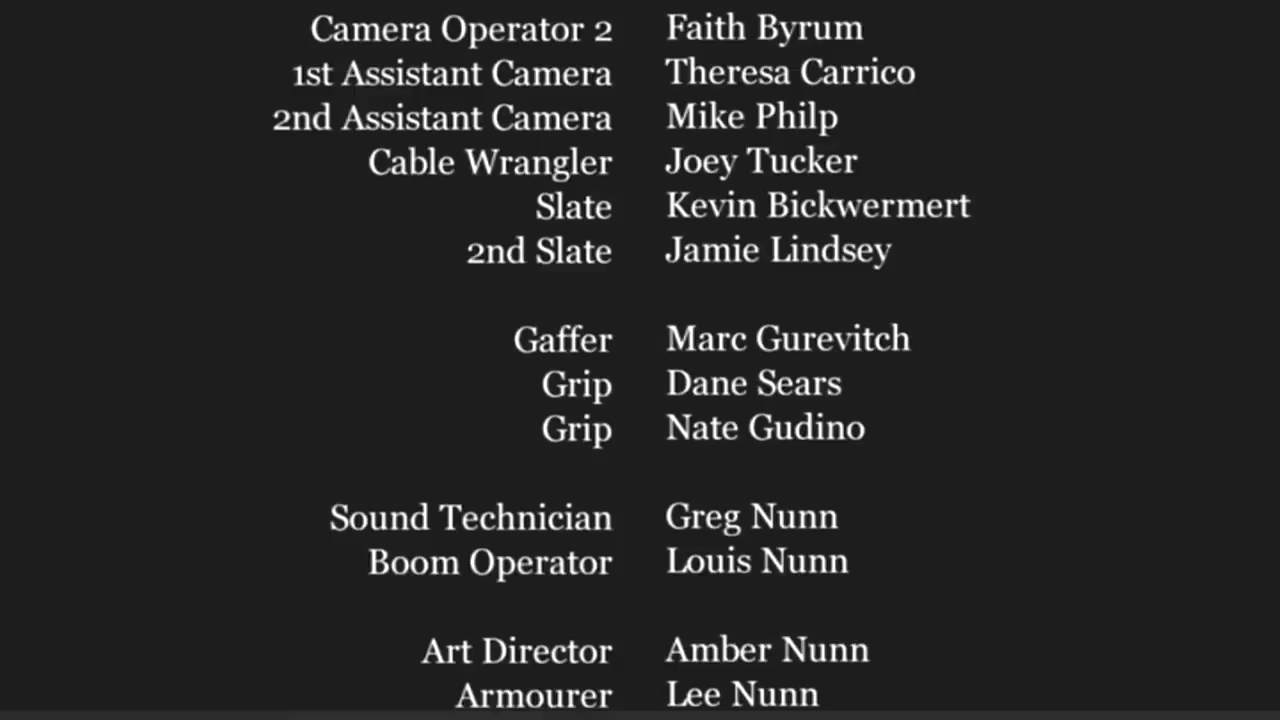 Camera Operator 2 Faith Byrum
1st Assistant Camera Theresa Carrico
2nd Assistant Camera Mike Philp
Cable Wrangler Joey Tucker
Slate Kevin Bickwermert
2nd Slate Jamie Lindsey
Gaffer Marc Gurevitch
Grip Dane Sears
Grip Nate Gudino
Sound Technician Greg Nunn
Boom Operator Louis Nunn
Art Director Amber Nunn
Armourer Lee Nunn